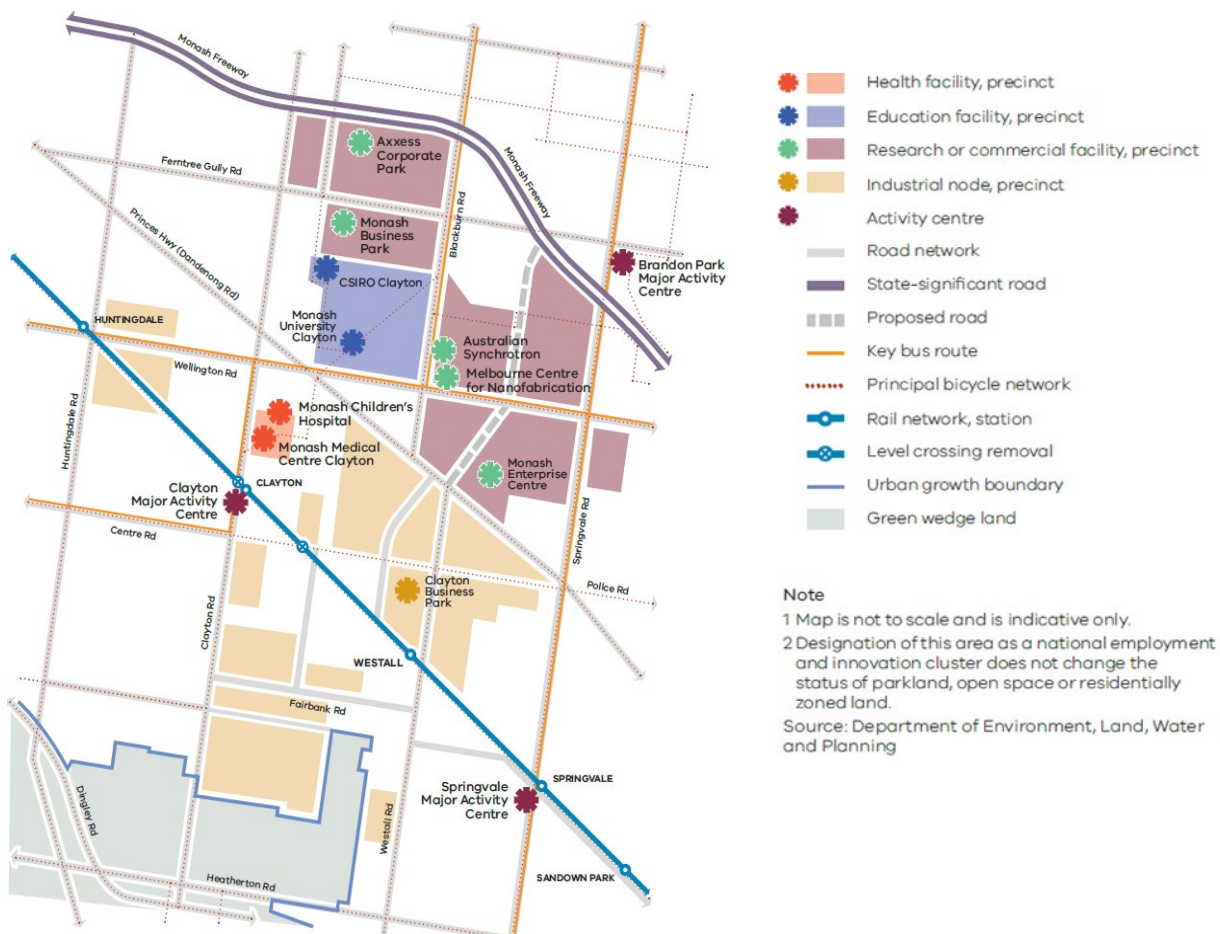 Monash Freeway
Axxess
Corporate
Park
Ferntree Gully Rd
Monash Freeway
Princes Hwy (Dandenong Rd)
Monash
Business
Park
Blackburn Rd
CSIRO Clayton
Brandon Park
Major Activity
Centre
HUNTINGDALE
Monash
University
Clayton
Australian
Synchrotron
Melbourne Centre
for Nanofabrication
Wellington Rd
Monash Children's
Hospital
Monash Medical
Centre Clayton
Huntingdale Rd
Monash
Enterprise
Centre
CLAYTON
Clayton
Major Activity
Centre
Centre Rd
Springvale Rd
Police Rd
Clayton
Business
Park
Clayton Rd
WESTALL
Fairbank Rd
Springvale
Major Activity
Centre
SPRINGVALE
Dingley Rd
Westall Rd
Heatherton Rd
SANDOWN PARK
Health facility, precinct
Education facility, precinct
Research or commercial facility, precinct
Industrial node, precinct
Activity centre
Road network
State-significant road
Proposed road
Key bus route
Principal bicycle network
Rail network, station
Level crossing removal
Urban growth boundary
Green wedge land
Note
1 Map is not to scale and is indicative only.
2 Designation of this area as a national employment
and innovation cluster does not change the
status of parkland, open space or residentially
zoned land.
Source: Department of Environment, Land, Water
and Planning